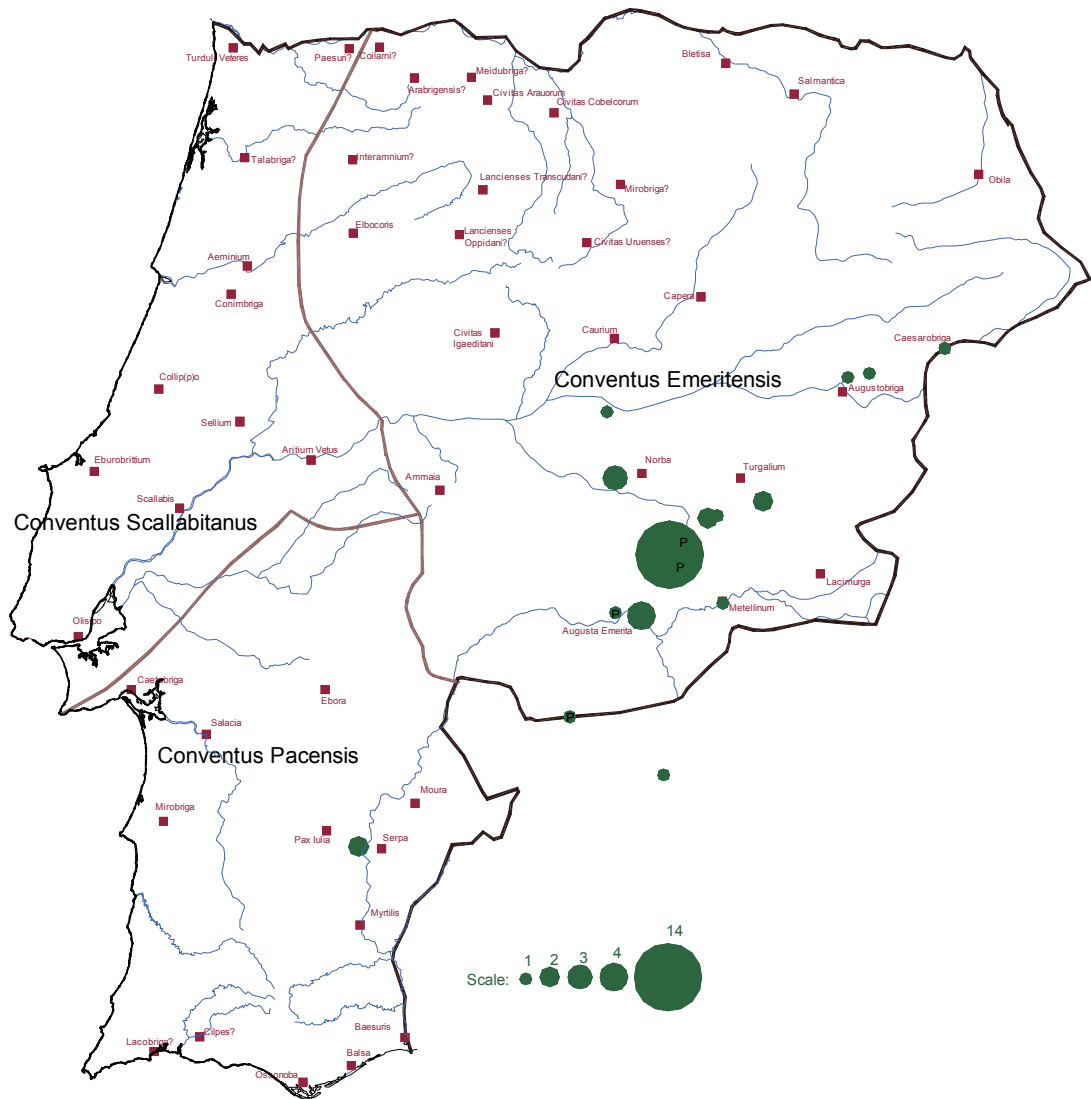 Turduli Veteres
Paesuri?
Coilarni?
Bletisa
Salmantica
Arabrigensis?
Meidubriga?
Civitas Arauorum
Civitas Cobelcorum
Talabriga?
Interamnium?
Lancienses Transcudani?
Mirobriga?
Obila
Elbocoris
Lancienses
Oppidani?
Civitas Uruenses?
Aeminium
Conimbriga
Capera
Civitas
Igaeditani
Caurium
Caesarobriga
Conventus Emeritensis
Collip(p)o
Augustobriga
Sellium
Aritium Vetus
Eburobrittium
Ammaia
Norba
Turgalium
Scallabis
Conventus Scallabitanus
P
P
Lacimurga
P
Metellinum
Augusta Emerita
Olisipo
Caetobriga
Ebora
P
Salacia
Conventus Pacensis
Moura
Mirobriga
Pax Iulia
Serpa
Myrtilis
14
1
2
3
4
Scale:
Baesuris
Cilpes?
Lacobriga?
Balsa
Ossonoba